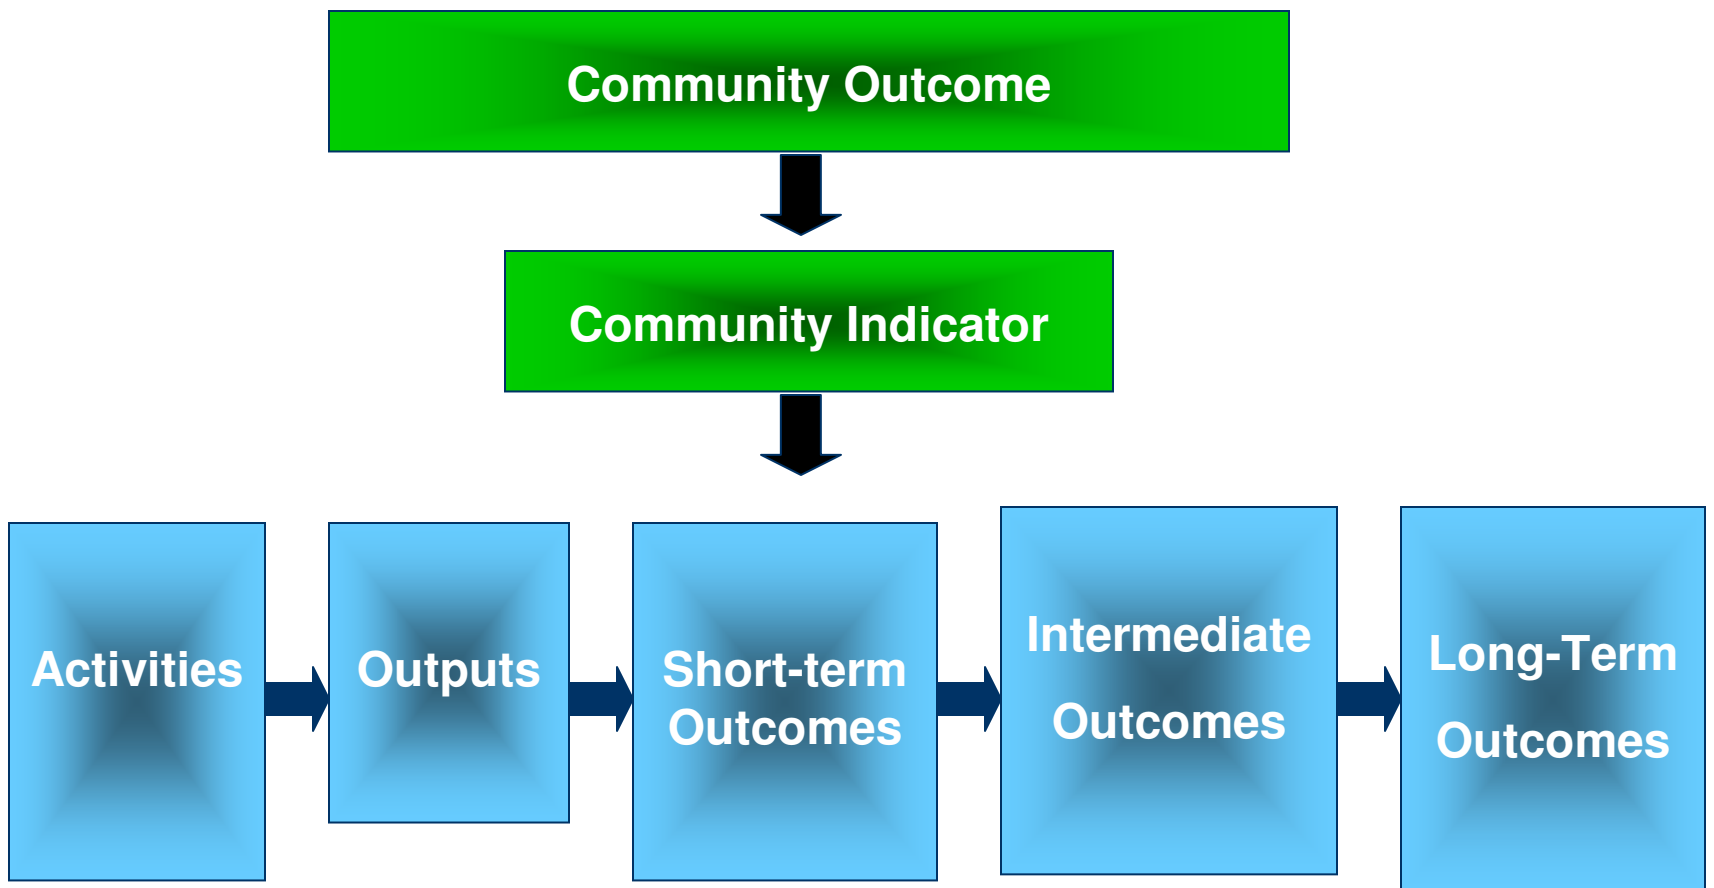 Community Outcome
Community Indicator
Activities
Outputs
Short-term
Outcomes
Intermediate
Outcomes
Long-Term
Outcomes